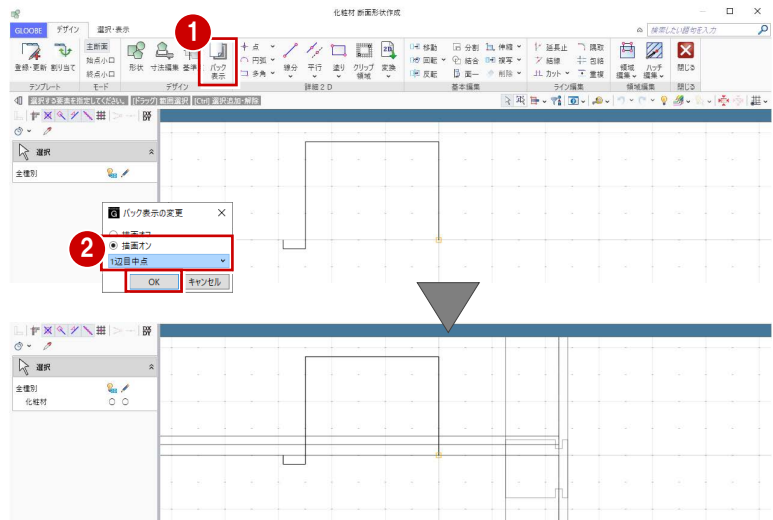 化粧材 断面形状作成
GLOOBE デザイン 選択・表示 検索したい語句を入力
1
登録・更新 割り当て 主断面 始点小口 終点小口 形状 寸法編集 基準 バック表示 点 円弧 多角 線分 平行 塗り クリップ領域 変換 移動 回転 反転 分割 結合 面一 伸縮 複写 削除 延長止 結線 カット 隅取 包絡 重複 領域編集 ハッチ編集 閉じる
テンプレート モード デザイン 詳細2D 基本編集 ライン編集 領域編集 閉じる
選択する要素を指定してください。 [ドラッグ]範囲選択 [Ctrl]選択追加・解除
選択
全種別
バック表示の変更
描画オフ
2
描画オン
1辺目中点
OK キャンセル
選択
全種別
化粧材